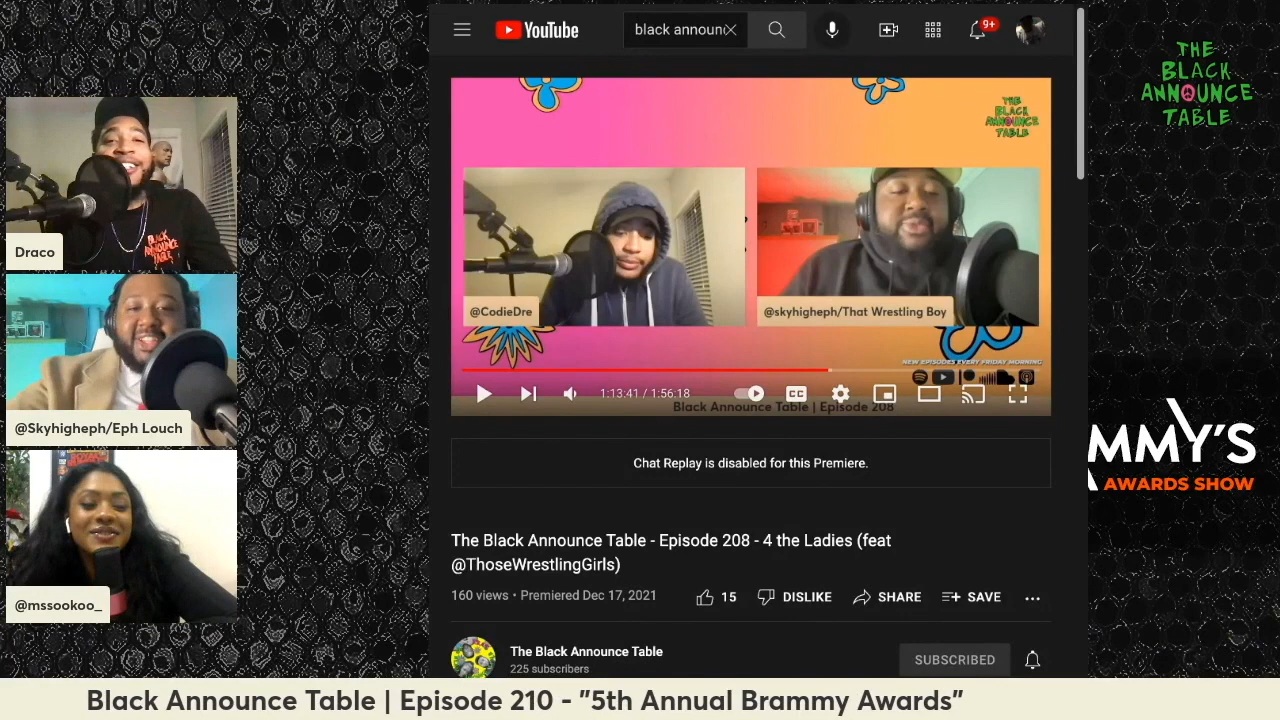 YouTube
black announ
9+
THE
BLACK
ANNOUNCE
TABLE
THE
BLACK
ANNOUNCE
TABLE
BLACK
ANNOUNCE
TABLE
Draco
@CodieDre
@skyhigheph/That Wrestling Boy
NEW EPISODES EVERY FRIDAY MORNING
1:13:41 / 1:56:18
CC
Black Announce Table | Episode 208
@Skyhigheph/Eph Louch
Chat Replay is disabled for this Premiere.
MMY'S
AWARDS SHOW
The Black Announce Table - Episode 208 - 4 the Ladies (feat
@ThoseWrestlingGirls)
160 views • Premiered Dec 17, 2021
15
DISLIKE
SHARE
SAVE
@mssookoo_
The Black Announce Table
225 subscribers
SUBSCRIBED
Black Announce Table | Episode 210 - "5th Annual Brammy Awards"